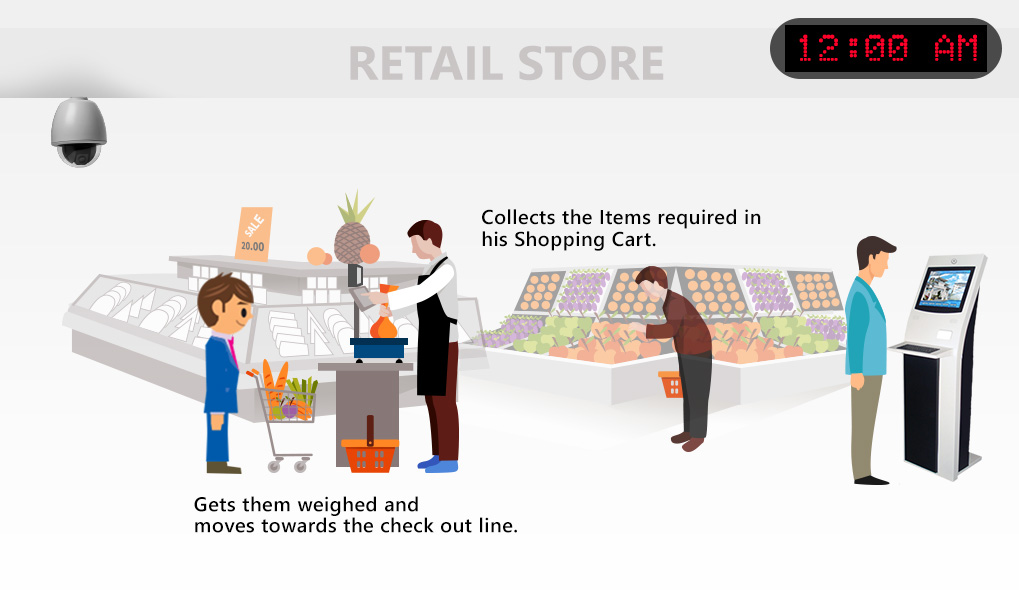 RETAIL STORE
12:00 AM
Collects the Items required in
his Shopping Cart.
SALE
20.00
Gets them weighed and
moves towards the check out line.